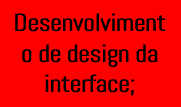 Desenvolviment
o de design da
interface;